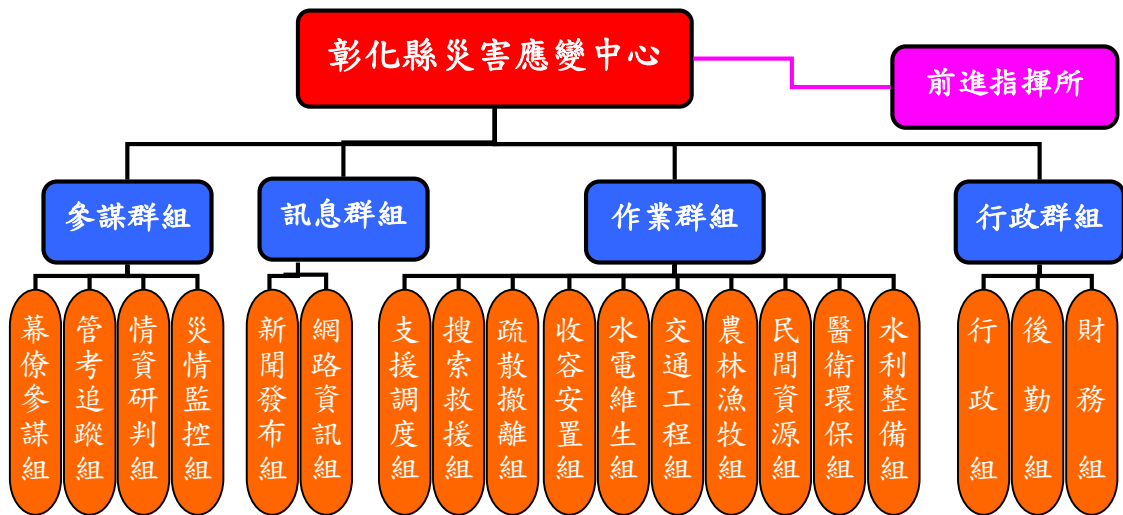 彰化縣災害應變中心
前進指揮所
參謀群組
訊息群組
作業群組
行政群組
幕僚參謀組
管考追蹤組
情資研判組
災情監控組
新聞發布組
網路資訊組
支援調度組
搜索救援組
疏散撤離組
收容安置組
水電維生組
交通工程組
農林漁牧組
民間資源組
醫衛環保組
水利整備組
行政組
後勤組
財務組